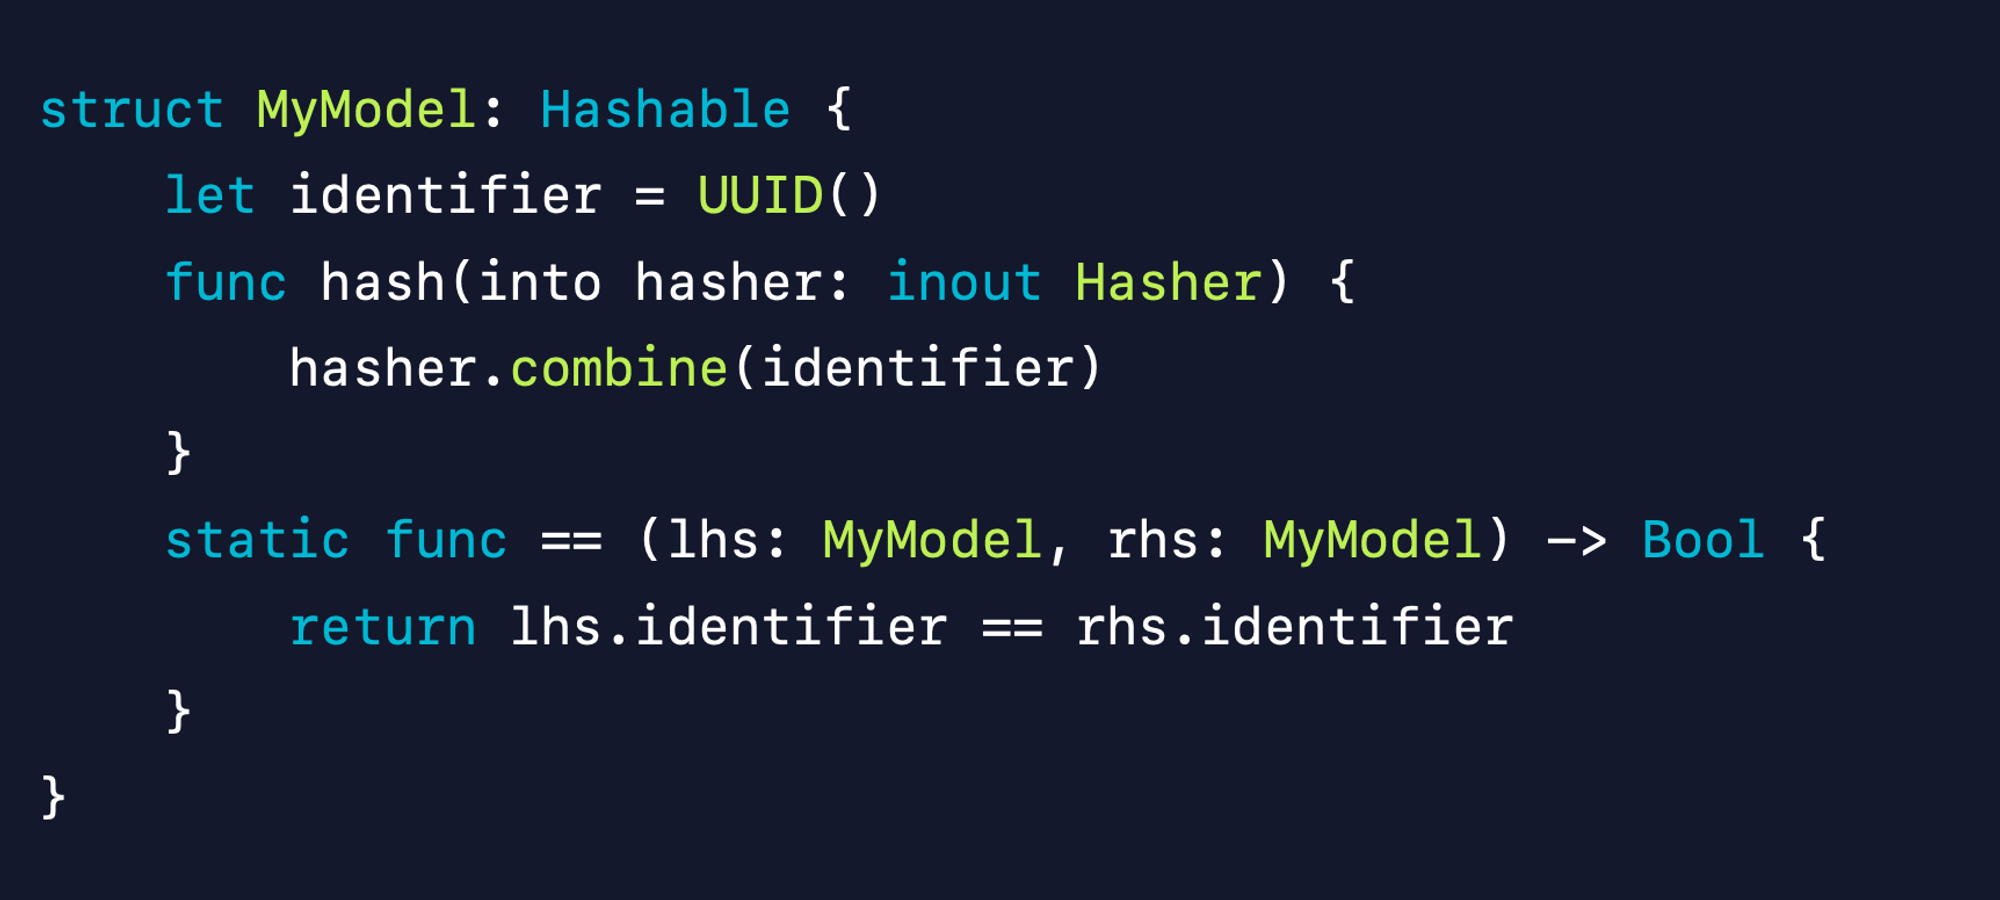 struct MyModel: Hashable {
    let identifier = UUID()
    func hash(into hasher: inout Hasher) {
        hasher.combine(identifier)
    }
    static func == (lhs: MyModel, rhs: MyModel) -> Bool {
        return lhs.identifier == rhs.identifier
    }
}